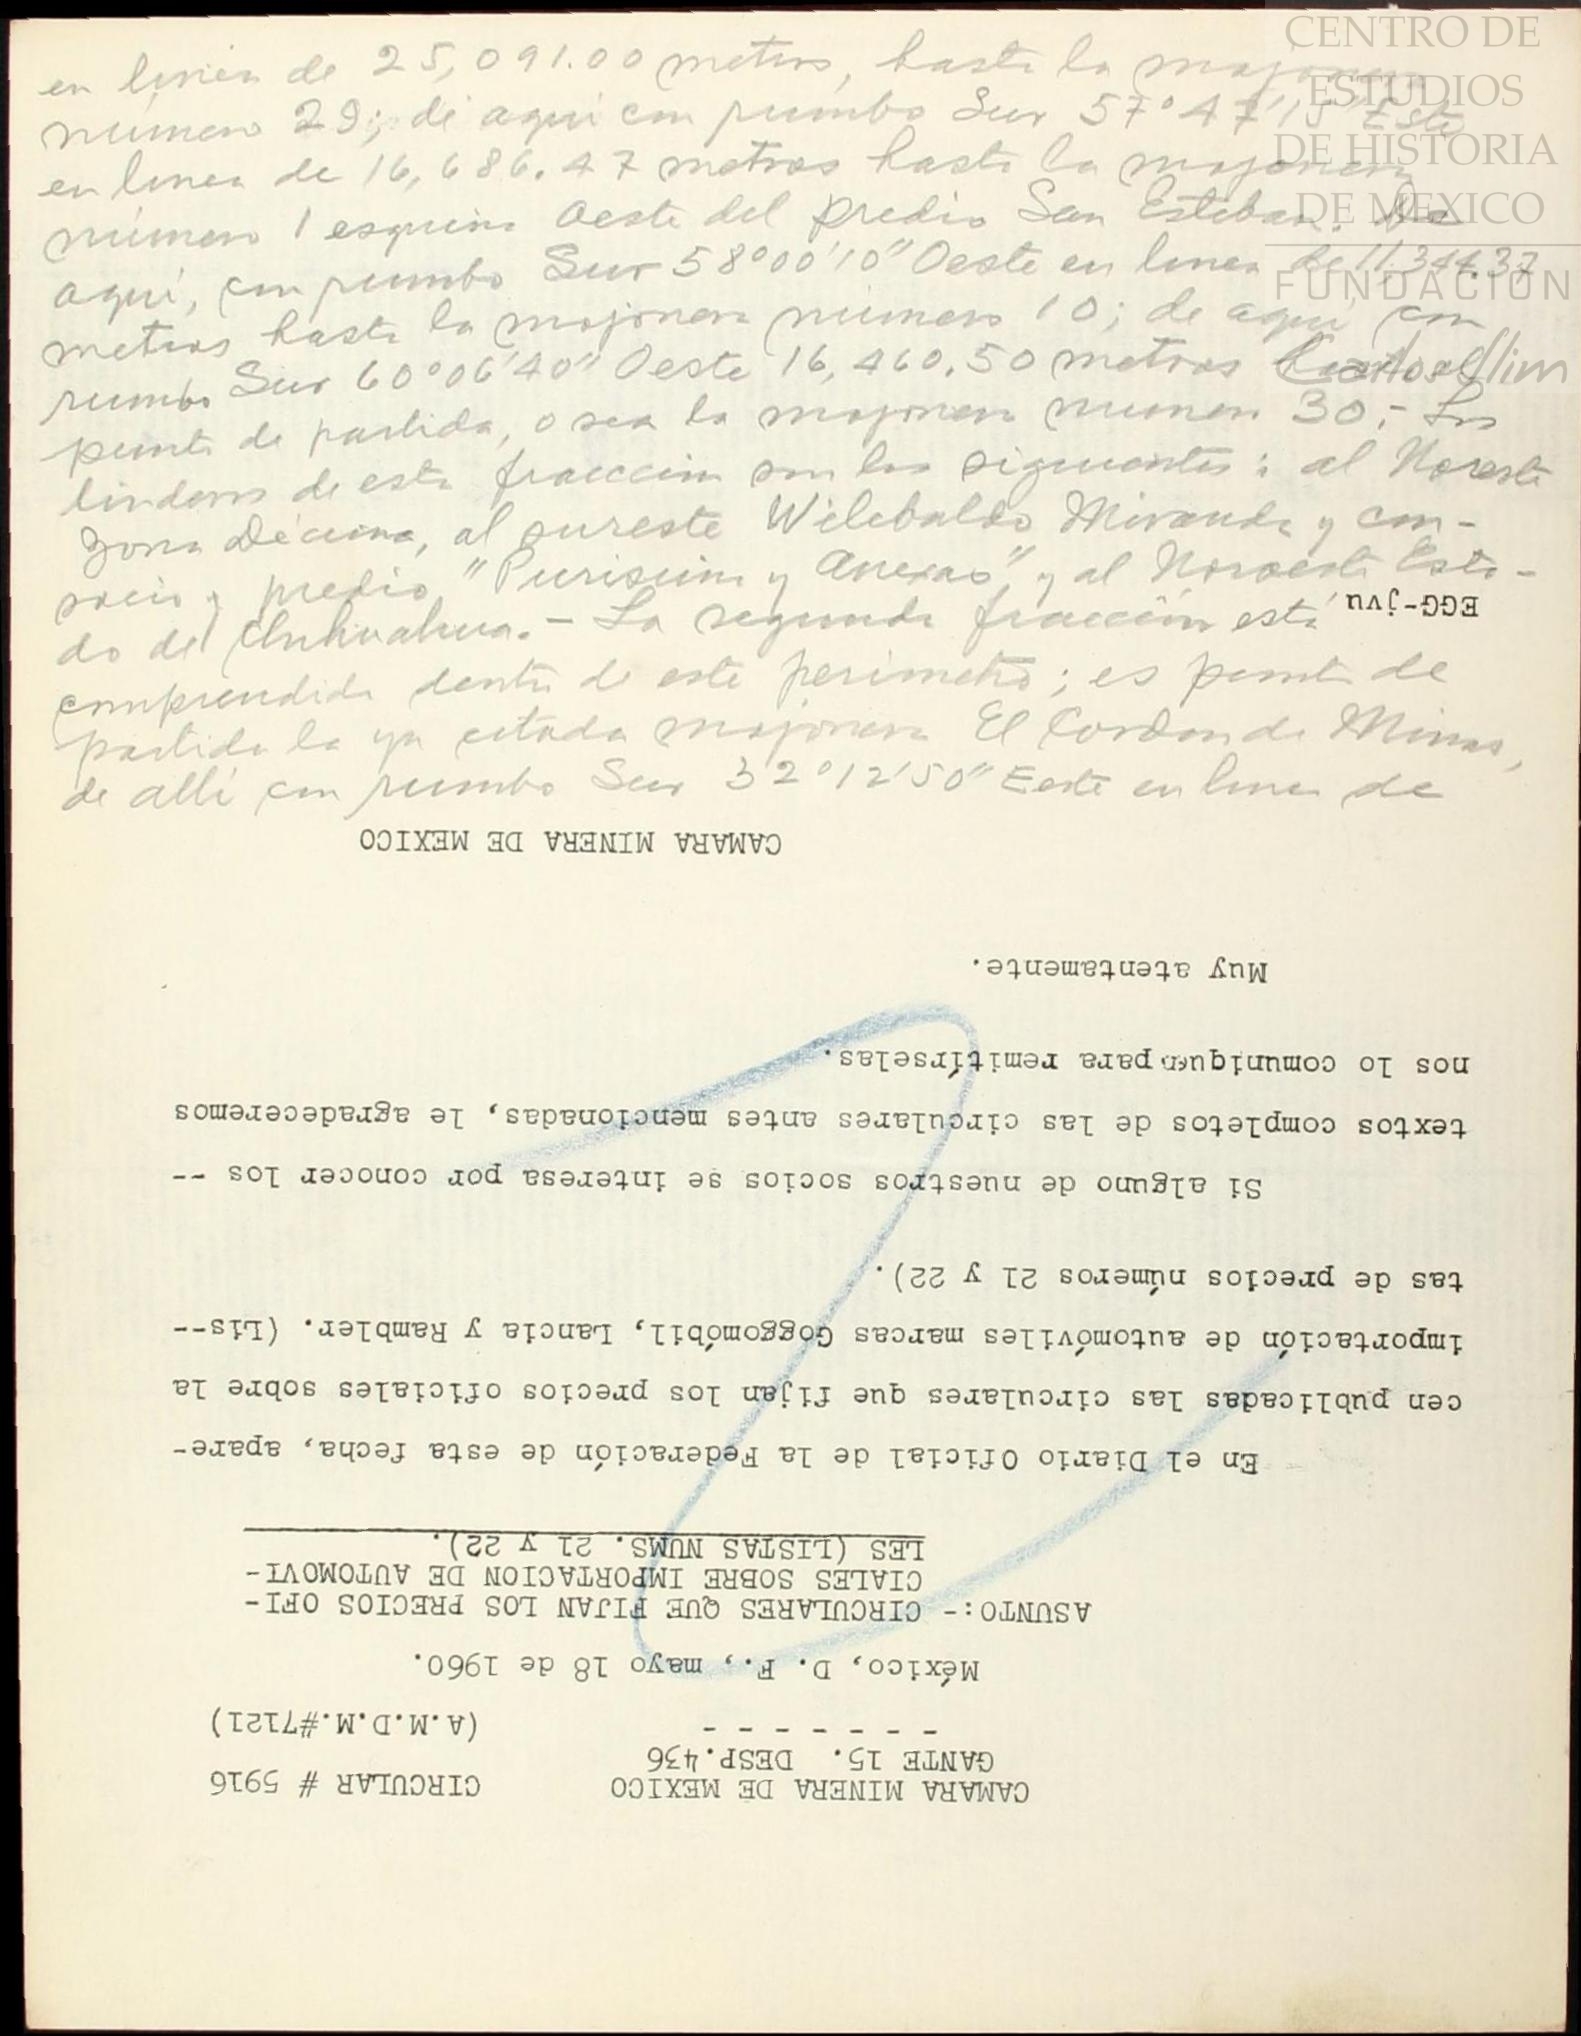 en linea de 25,091.00 metros, hasta la mojonera
número 29; de aquí con rumbo Sur 57° 47' 15" Este
en linea de 16,686.47 metros hasta la mojonera
número 1 esquina Oeste del predio San Esteban. De
aquí, con rumbo Sur 58°00'10" Oeste en linea de 11,344.37
metros hasta la mojonera número 10; de aquí, con
rumbo Sur 60°06'40" Oeste 16,460.50 metros hasta el
punto de partida, o sea la mojonera numero 30.- Los
linderos de esta fraccion son los siguientes: al Noreste
zona Décima, al sureste Wilebaldo Miranda y con-
socio y predio "Purisima y Anexas", y al Noroeste Esta-
do de Chihuahua.- La segunda fracción está
comprendida dentro de este perimetro; es punto de
partida la ya citada mojonera El Cordon de Minas,
de allí con rumbo Sur 32°12'50" Este en linea de
CENTRO DE
ESTUDIOS
DE HISTORIA
DE MEXICO
FUNDACIÓN
Carlos Slim
CAMARA MINERA DE MEXICO CIRCULAR # 5916
GANTE 15. DESP.436
- - - - - - - (A.M.D.M.#7121)
México, D. F., mayo 18 de 1960.
ASUNTO:- CIRCULARES QUE FIJAN LOS PRECIOS OFI-
CIALES SOBRE IMPORTACION DE AUTOMOVI-
LES (LISTAS NUMS. 21 y 22).
En el Diario Oficial de la Federación de esta fecha, apare-
cen publicadas las circulares que fijan los precios oficiales sobre la
importación de automóviles marcas Goggomóbil, Lancia y Rambler. (Lis--
tas de precios números 21 y 22).
Si alguno de nuestros socios se interesa por conocer los --
textos completos de las circulares antes mencionadas, le agradeceremos
nos lo comuniquen para remitírselas.
Muy atentamente.
CAMARA MINERA DE MEXICO
EGG-jvu